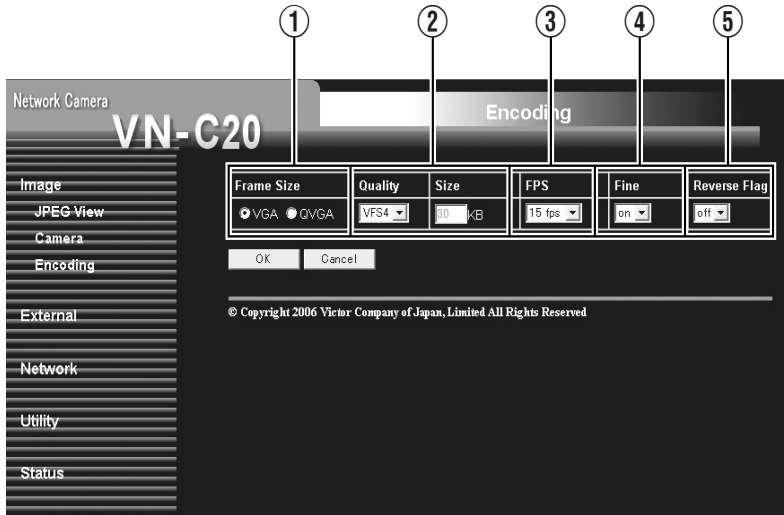 ① ② ③ ④ ⑤
Network Camera
VN-C20
Encoding
Image
JPEG View
Camera
Encoding
External
Network
Utility
Status
Frame Size Quality Size FPS Fine Reverse Flag
VGA QVGA VFS4 30 KB 15 fps on off
OK Cancel
© Copyright 2006 Victor Company of Japan, Limited All Rights Reserved